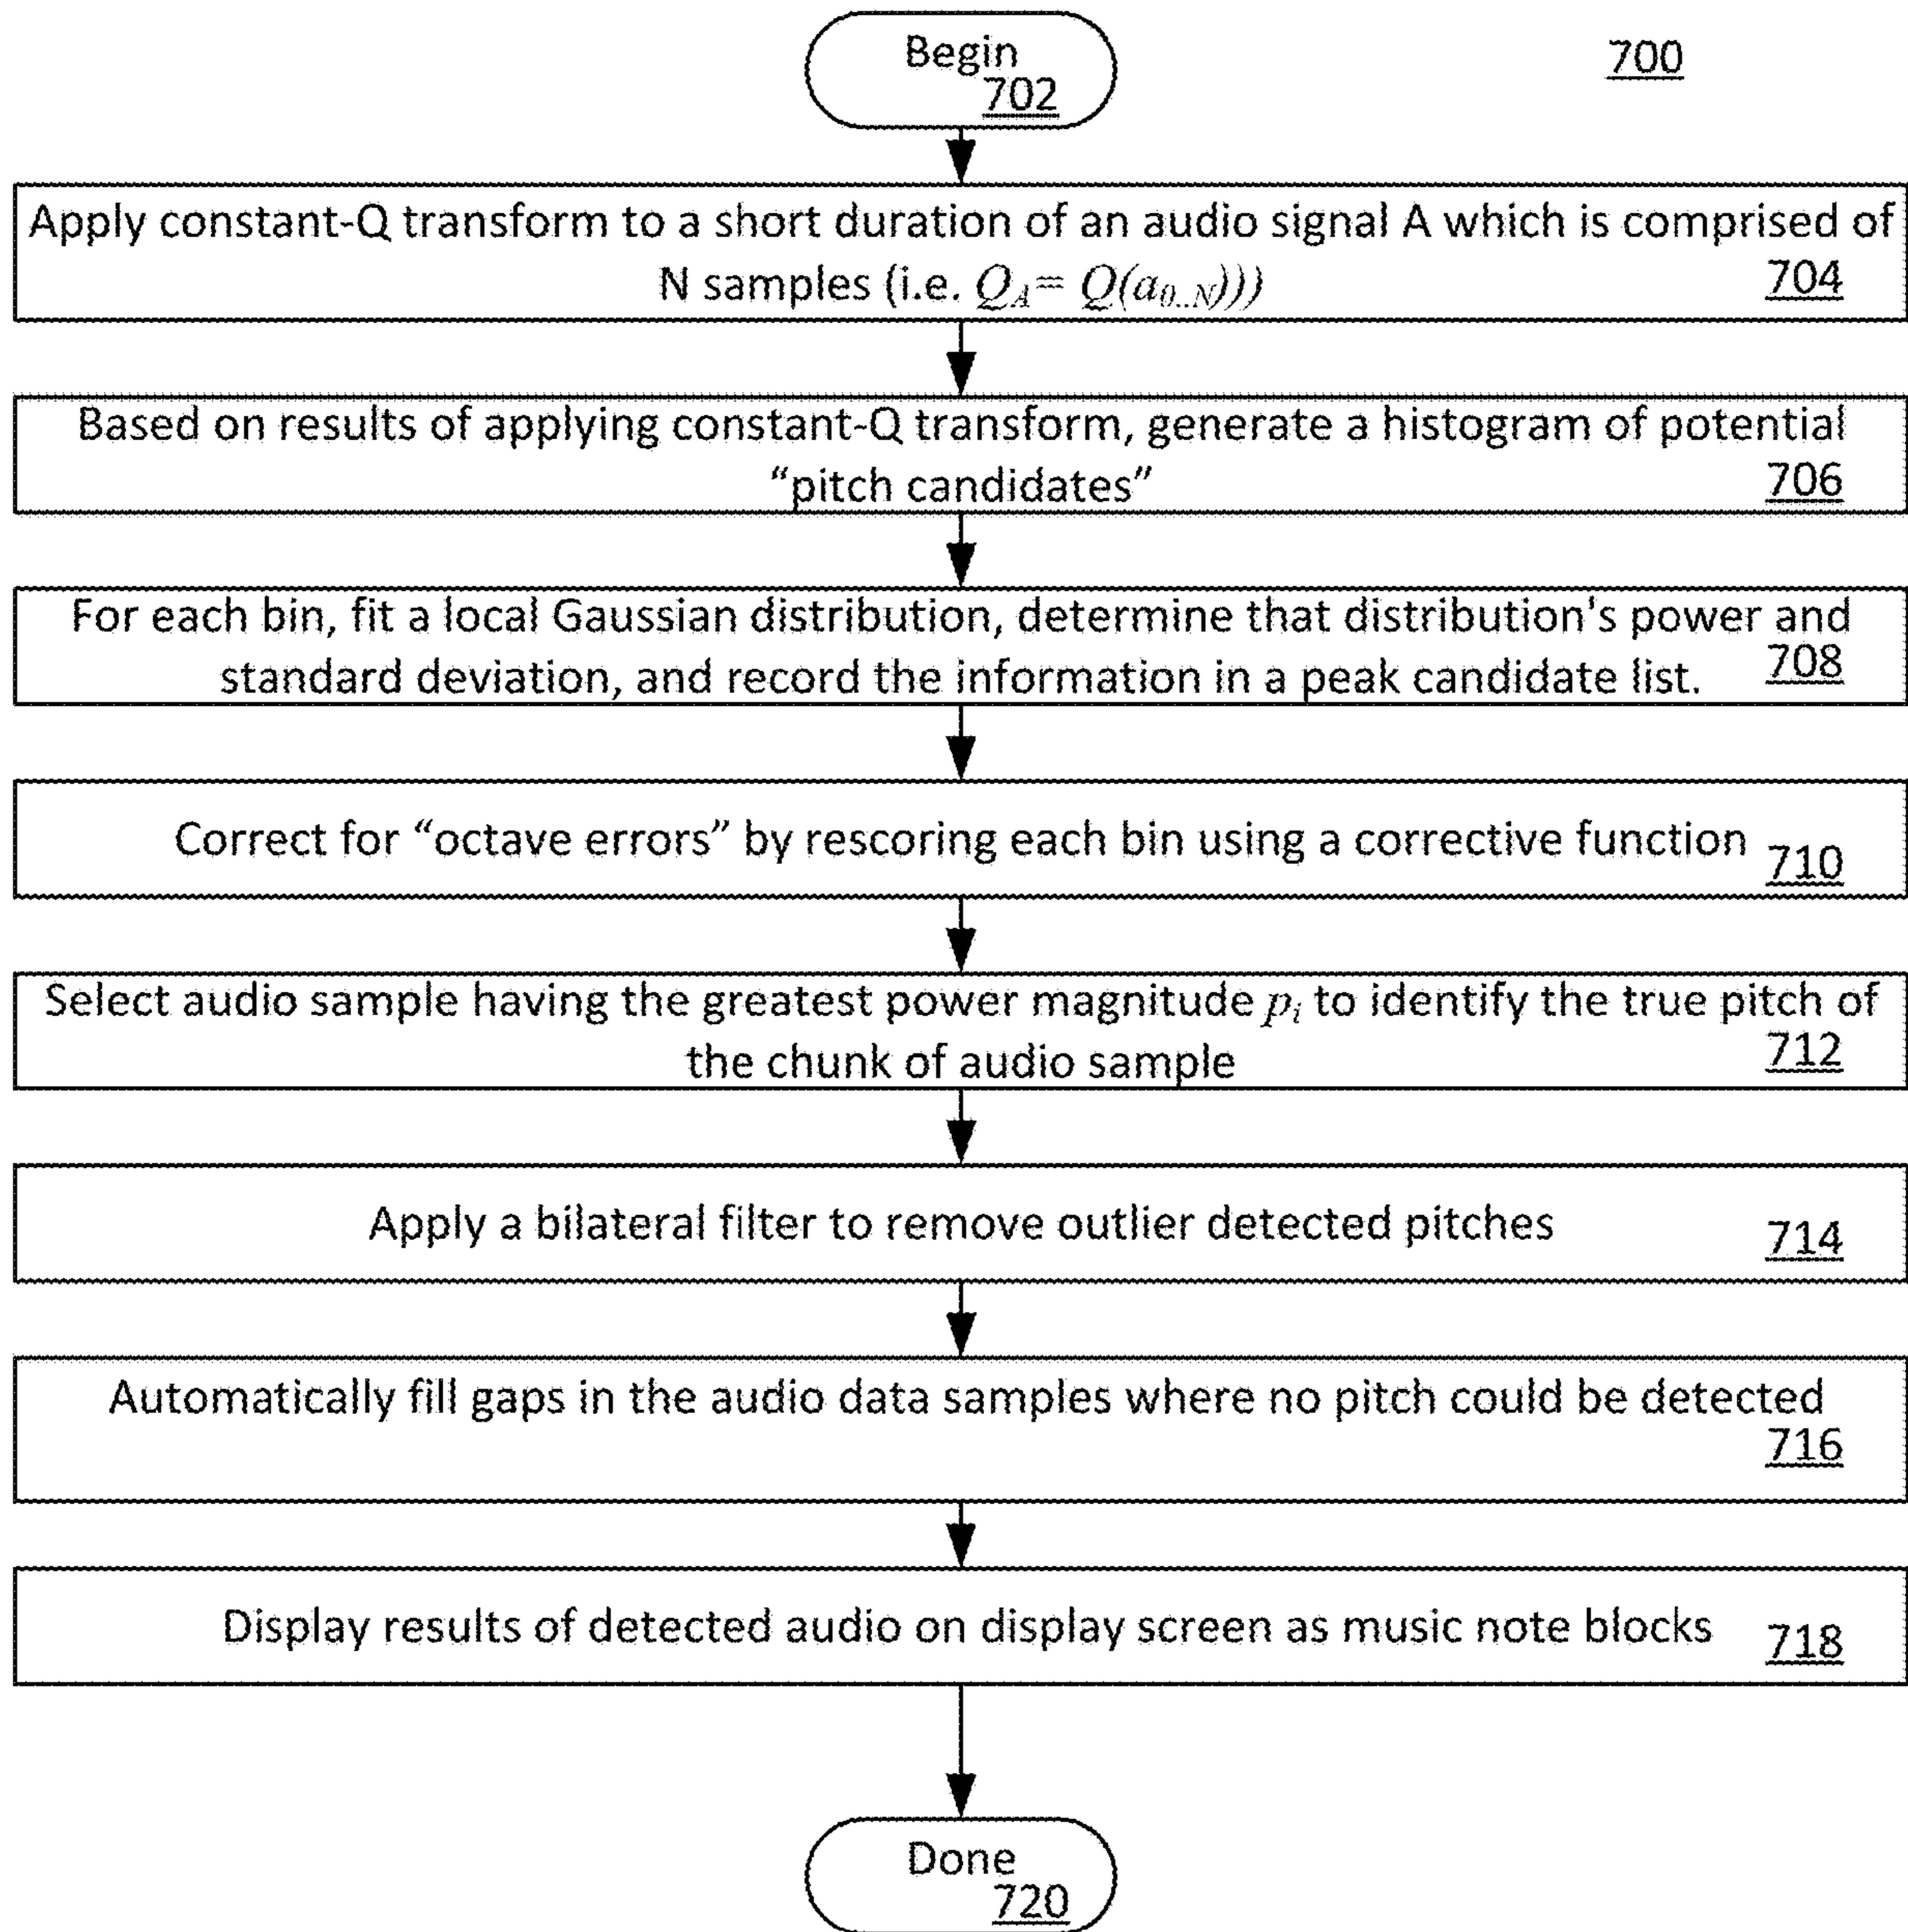 Begin
702
700
Apply constant-Q transform to a short duration of an audio signal A which is comprised of
N samples (i.e. Q_A = Q(a_{0..N})))
704
Based on results of applying constant-Q transform, generate a histogram of potential
“pitch candidates”
706
For each bin, fit a local Gaussian distribution, determine that distribution's power and
standard deviation, and record the information in a peak candidate list.
708
Correct for “octave errors” by rescoring each bin using a corrective function
710
Select audio sample having the greatest power magnitude p_i to identify the true pitch of
the chunk of audio sample
712
Apply a bilateral filter to remove outlier detected pitches
714
Automatically fill gaps in the audio data samples where no pitch could be detected
716
Display results of detected audio on display screen as music note blocks
718
Done
720